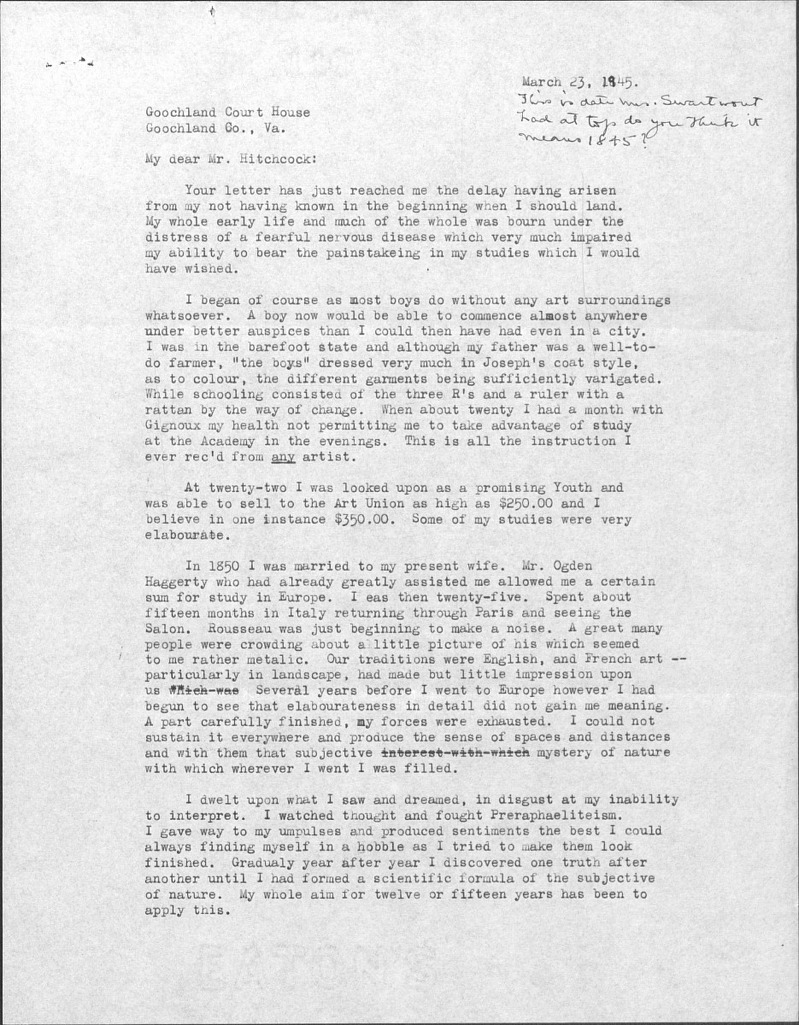 March 23, 1845.
This is date Mrs. Swartwout
had at top do you think it
means 1845?
Goochland Court House
Goochland Co., Va.
My dear Mr. Hitchcock:
Your letter has just reached me the delay having arisen
from my not having known in the beginning when I should land.
My whole early life and much of the whole was bourn under the
distress of a fearful nervous disease which very much impaired
my ability to bear the painstakeing in my studies which I would
have wished.
I began of course as most boys do without any art surroundings
whatsoever. A boy now would be able to commence almost anywhere
under better auspices than I could then have had even in a city.
I was in the barefoot state and although my father was a well-to-
do farmer, "the boys" dressed very much in Joseph's coat style,
as to colour, the different garments being sufficiently varigated.
While schooling consisted of the three R's and a ruler with a
rattan by the way of change. When about twenty I had a month with
Gignoux my health not permitting me to take advantage of study
at the Academy in the evenings. This is all the instruction I
ever rec'd from any artist.
At twenty-two I was looked upon as a promising Youth and
was able to sell to the Art Union as high as $250.00 and I
believe in one instance $350.00. Some of my studies were very
elabourate.
In 1850 I was married to my present wife. Mr. Ogden
Haggerty who had already greatly assisted me allowed me a certain
sum for study in Europe. I eas then twenty-five. Spent about
fifteen months in Italy returning through Paris and seeing the
Salon. Rousseau was just beginning to make a noise. A great many
people were crowding about a little picture of his which seemed
to me rather metalic. Our traditions were English, and French art --
particularly in landscape, had made but little impression upon
us Which was Several years before I went to Europe however I had
begun to see that elabourateness in detail did not gain me meaning.
A part carefully finished, my forces were exhausted. I could not
sustain it everywhere and produce the sense of spaces and distances
and with them that subjective interest with which mystery of nature
with which wherever I went I was filled.
I dwelt upon what I saw and dreamed, in disgust at my inability
to interpret. I watched thought and fought Preraphaeliteism.
I gave way to my umpulses and produced sentiments the best I could
always finding myself in a hobble as I tried to make them look
finished. Gradualy year after year I discovered one truth after
another until I had formed a scientific formula of the subjective
of nature. My whole aim for twelve or fifteen years has been to
apply this.